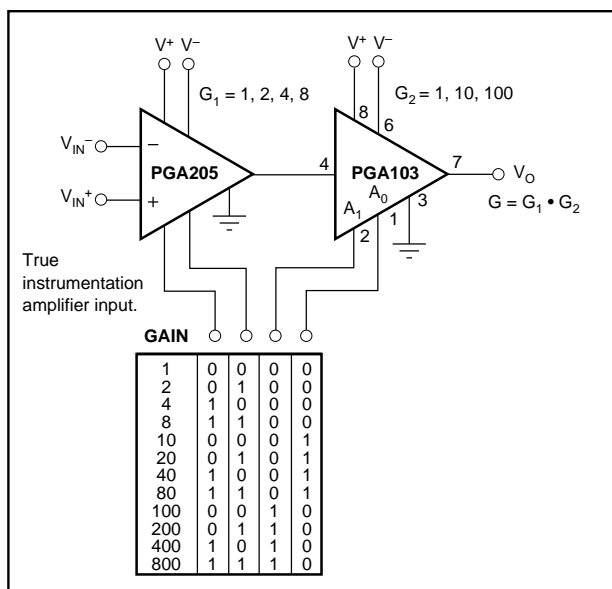 V+ V– V+ V–
G1 = 1, 2, 4, 8 G2 = 1, 10, 100
8 6
VIN– – PGA205 4 PGA103 7 VO
VIN+ + A1 A0 3 G = G1 • G2
2 1
True
instrumentation
amplifier input.
GAIN
1 0 0 0 0
2 0 1 0 0
4 1 0 0 0
8 1 1 0 0
10 0 0 0 1
20 0 1 0 1
40 1 0 0 1
80 1 1 0 1
100 0 0 1 0
200 0 1 1 0
400 1 0 1 0
800 1 1 1 0